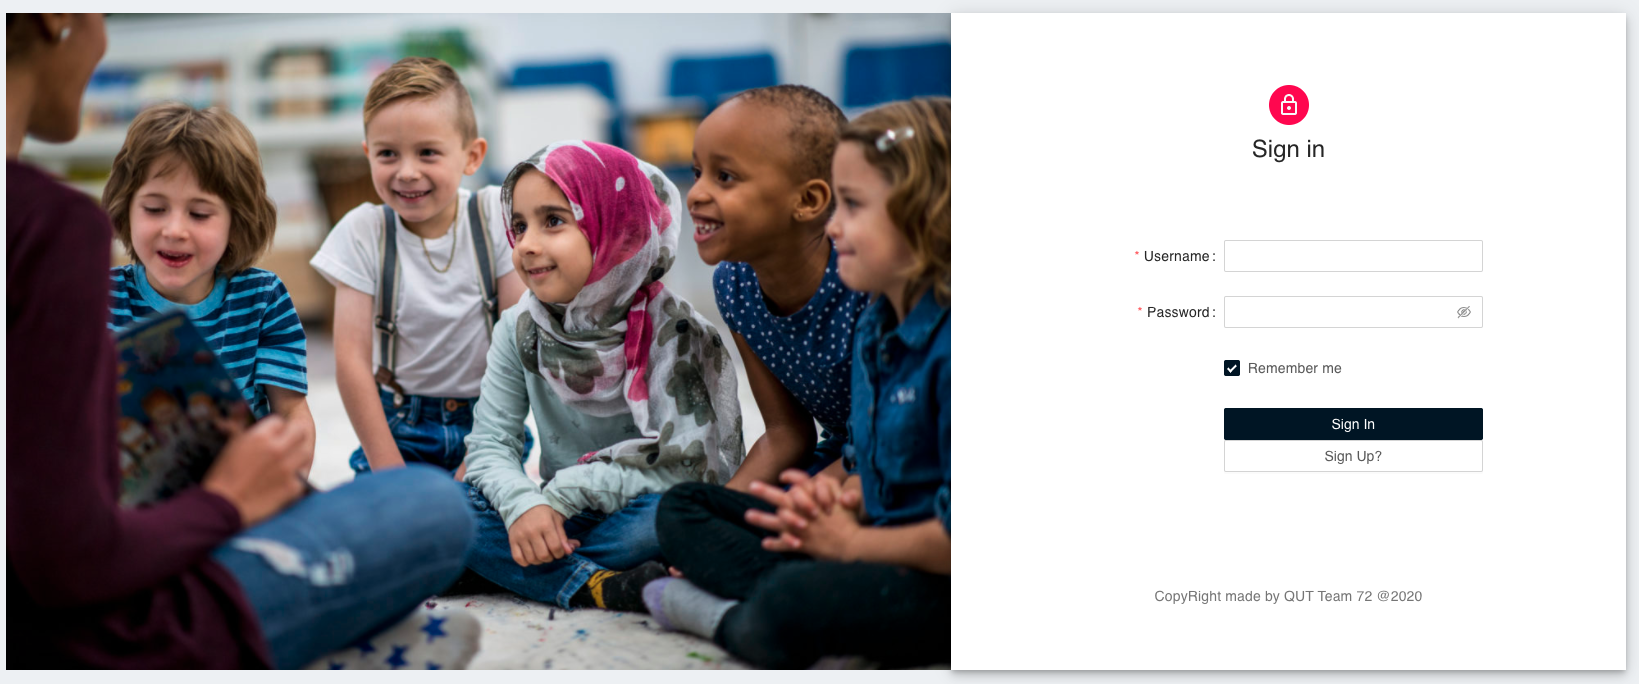 Sign in
* Username :
* Password :
Remember me
Sign In
Sign Up?
CopyRight made by QUT Team 72 @2020